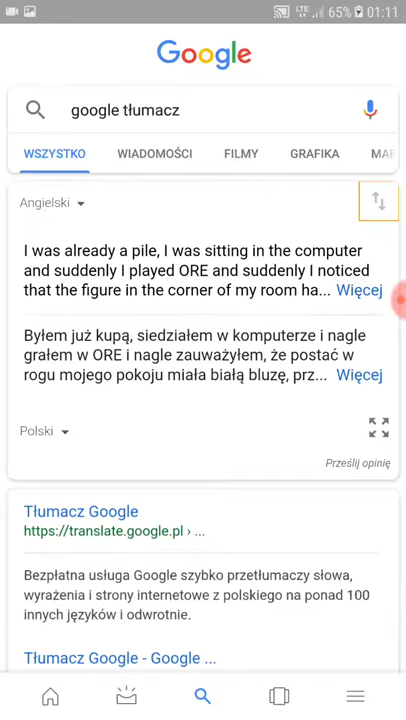 LTE 65% 01:11
Google
google tłumacz
WSZYSTKO WIADOMOŚCI FILMY GRAFIKA MAP
Angielski
I was already a pile, I was sitting in the computer
and suddenly I played ORE and suddenly I noticed
that the figure in the corner of my room ha... Więcej
Byłem już kupą, siedziałem w komputerze i nagle
grałem w ORE i nagle zauważyłem, że postać w
rogu mojego pokoju miała białą bluzę, prz... Więcej
Polski
Prześlij opinię
Tłumacz Google
https://translate.google.pl › ...
Bezpłatna usługa Google szybko przetłumaczy słowa,
wyrażenia i strony internetowe z polskiego na ponad 100
innych języków i odwrotnie.
Tłumacz Google - Google ...